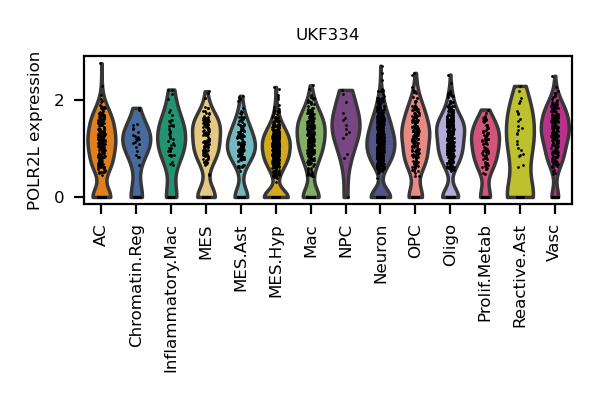 UKF334
POLR2L expression
2
0
AC
Chromatin.Reg
Inflammatory.Mac
MES
MES.Ast
MES.Hyp
Mac
NPC
Neuron
OPC
Oligo
Prolif.Metab
Reactive.Ast
Vasc